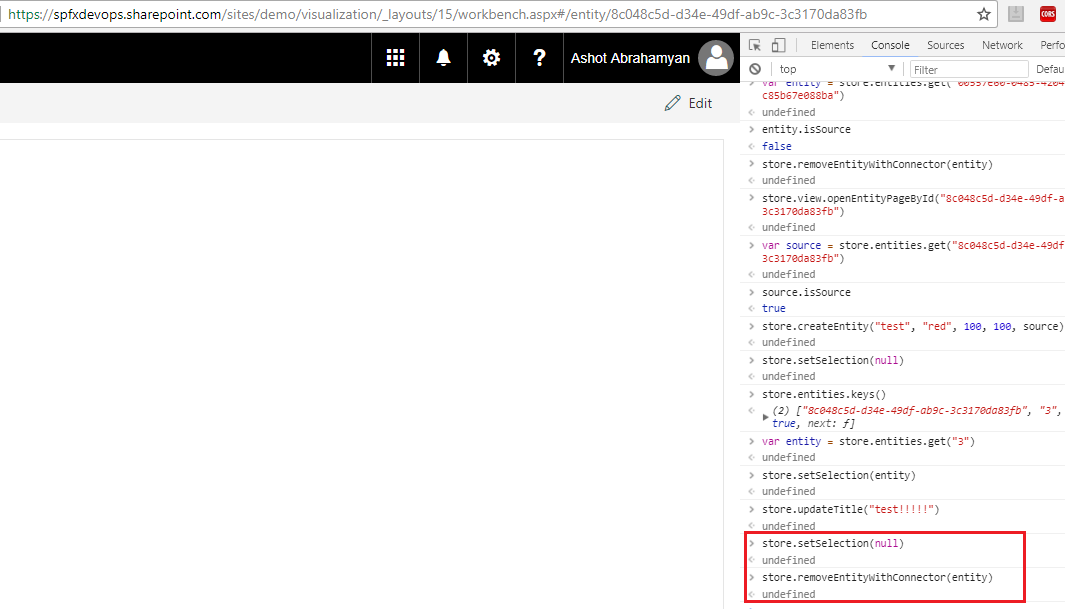 https://spfxdevops.sharepoint.com/sites/demo/visualization/_layouts/15/workbench.aspx#/entity/8c048c5d-d34e-49df-ab9c-3c3170da83fb
CORS
Ashot Abrahamyan
Edit
Elements Console Sources Network Perfo
top Filter Defau
var entity = store.entities.get("
c85b67e088ba")
undefined
entity.isSource
false
store.removeEntityWithConnector(entity)
undefined
store.view.openEntityPageById("8c048c5d-d34e-49df-a
3c3170da83fb")
undefined
var source = store.entities.get("8c048c5d-d34e-49df
3c3170da83fb")
undefined
source.isSource
true
store.createEntity("test", "red", 100, 100, source)
undefined
store.setSelection(null)
undefined
store.entities.keys()
(2) ["8c048c5d-d34e-49df-ab9c-3c3170da83fb", "3",
true, next: ƒ]
var entity = store.entities.get("3")
undefined
store.setSelection(entity)
undefined
store.updateTitle("test!!!!!")
undefined
store.setSelection(null)
undefined
store.removeEntityWithConnector(entity)
undefined